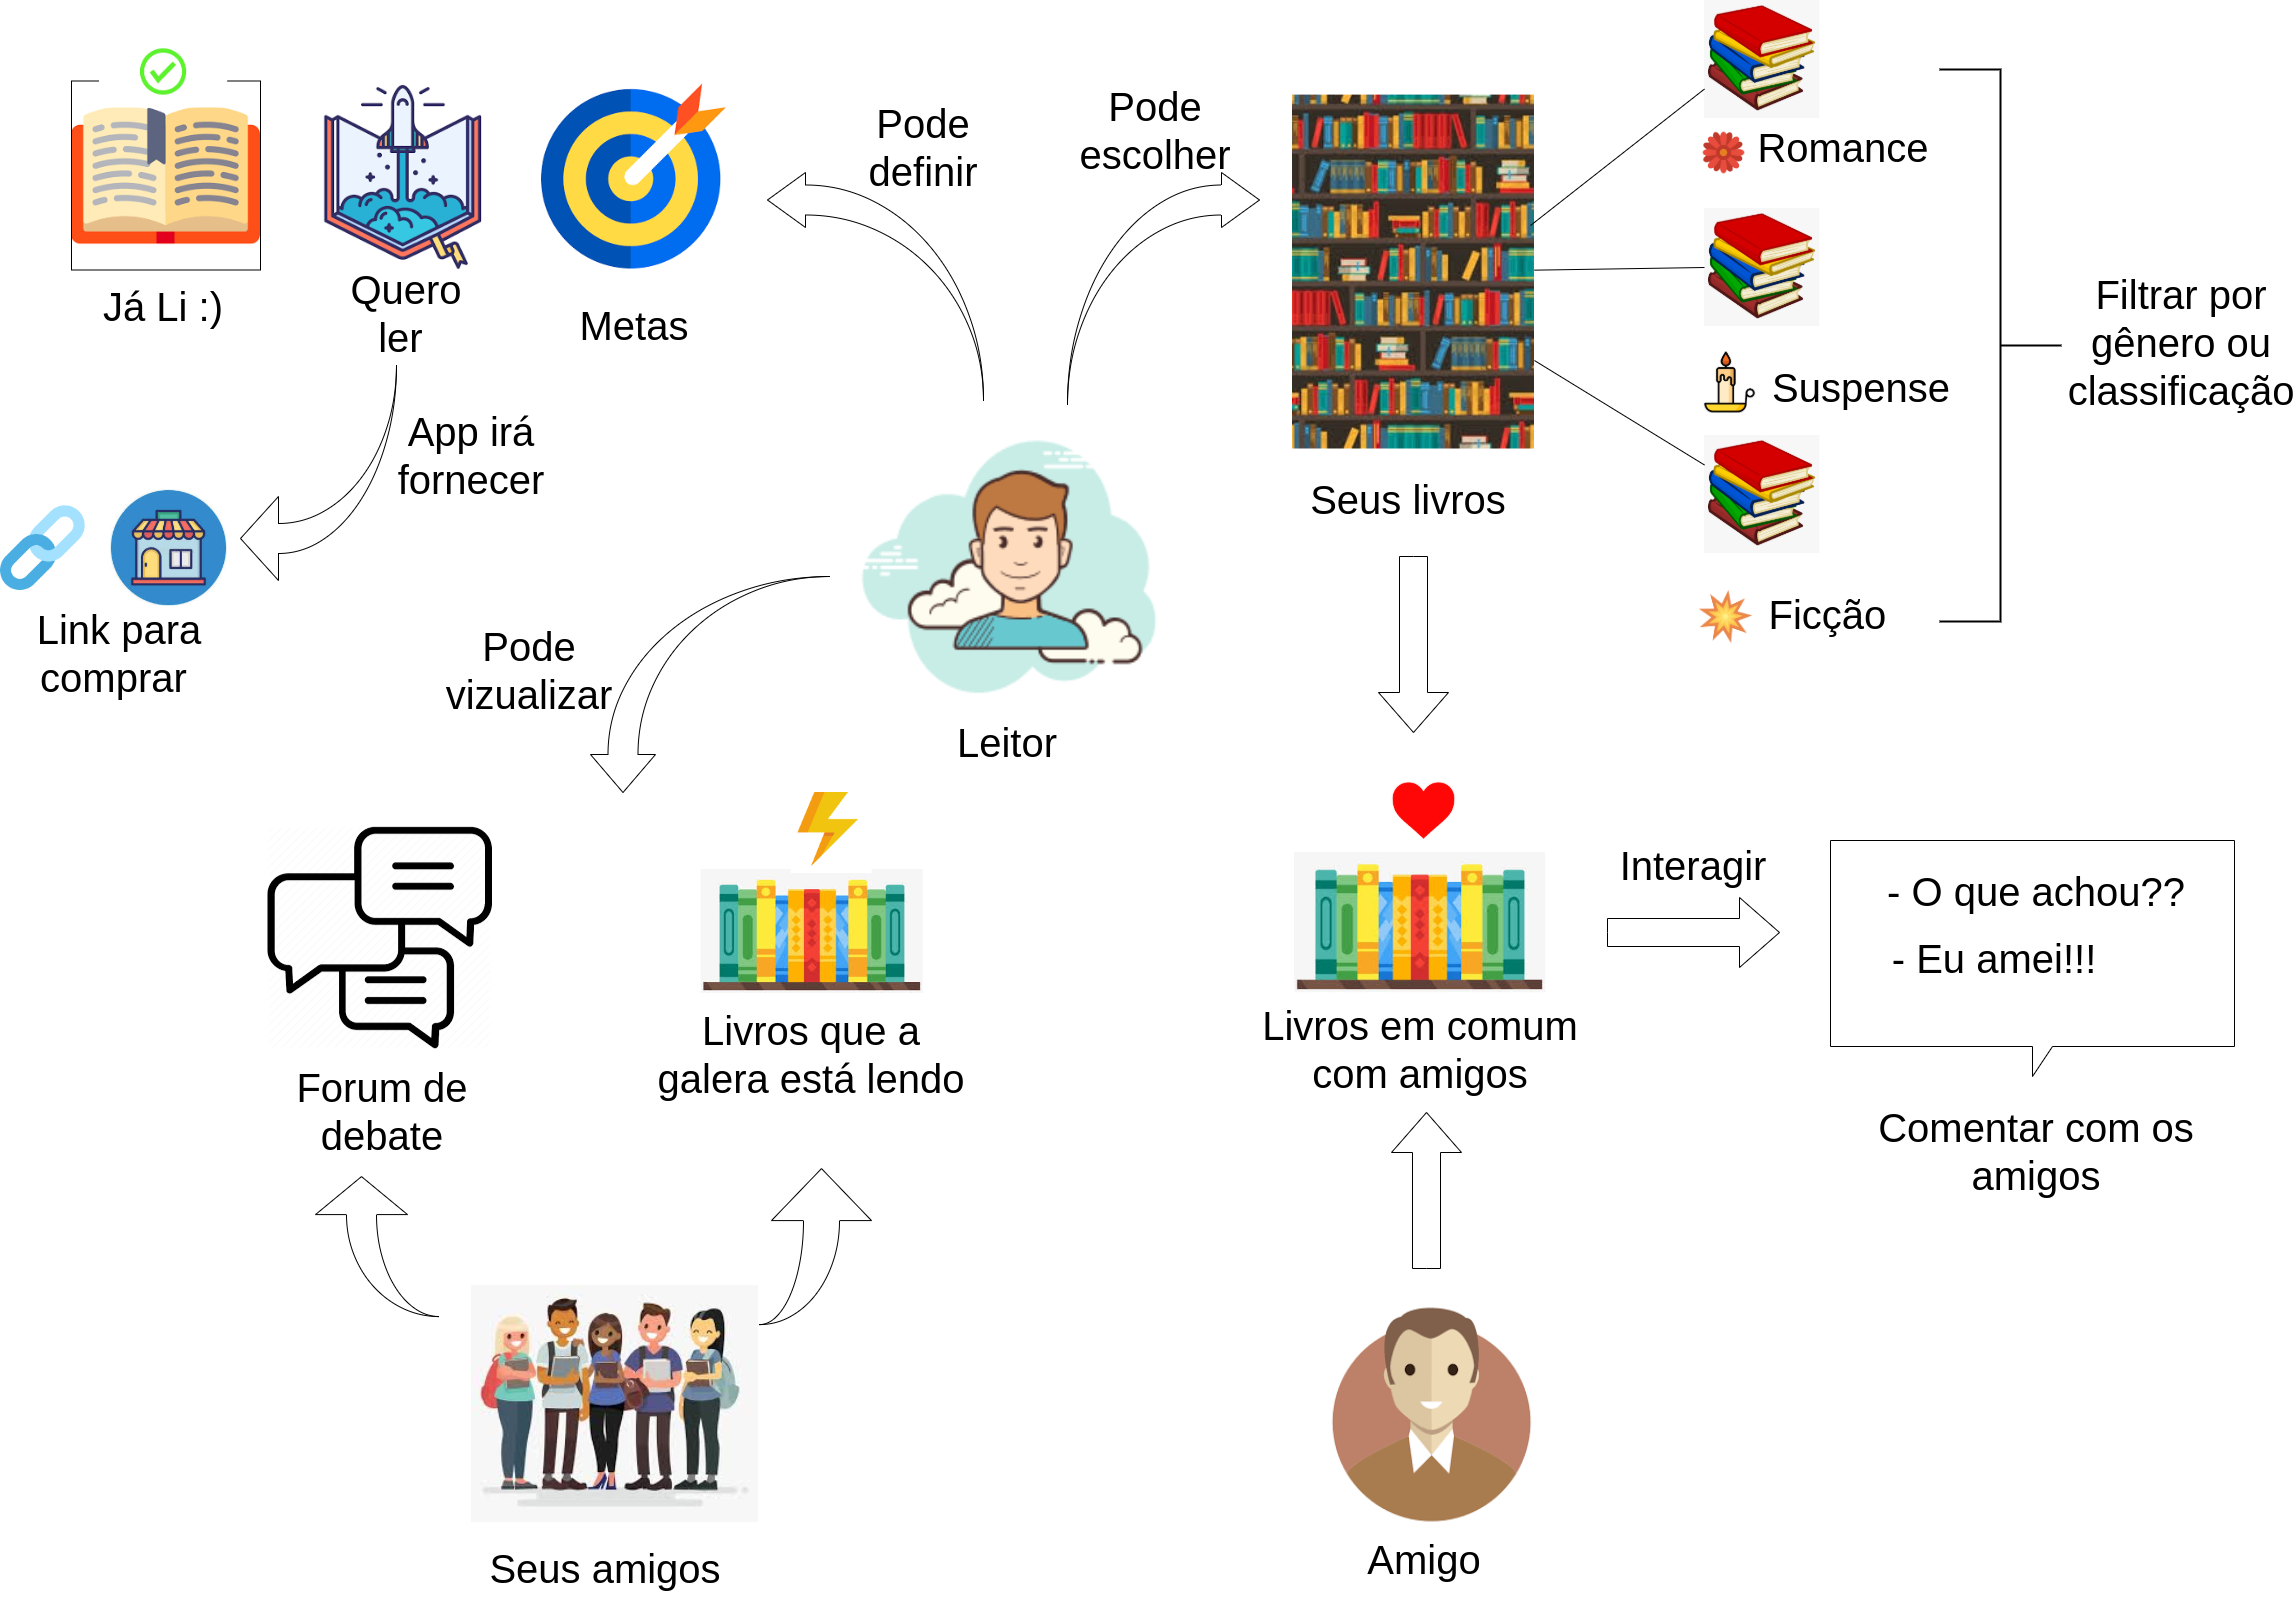 Já Li :)
Quero
ler
Metas
Pode
definir
Pode
escolher
Romance
Suspense
Ficção
Filtrar por
gênero ou
classificação
App irá
fornecer
Link para
comprar
Seus livros
Pode
vizualizar
Leitor
Forum de
debate
Livros que a
galera está lendo
Livros em comum
com amigos
Interagir
- O que achou??
- Eu amei!!!
Comentar com os
amigos
Seus amigos
Amigo